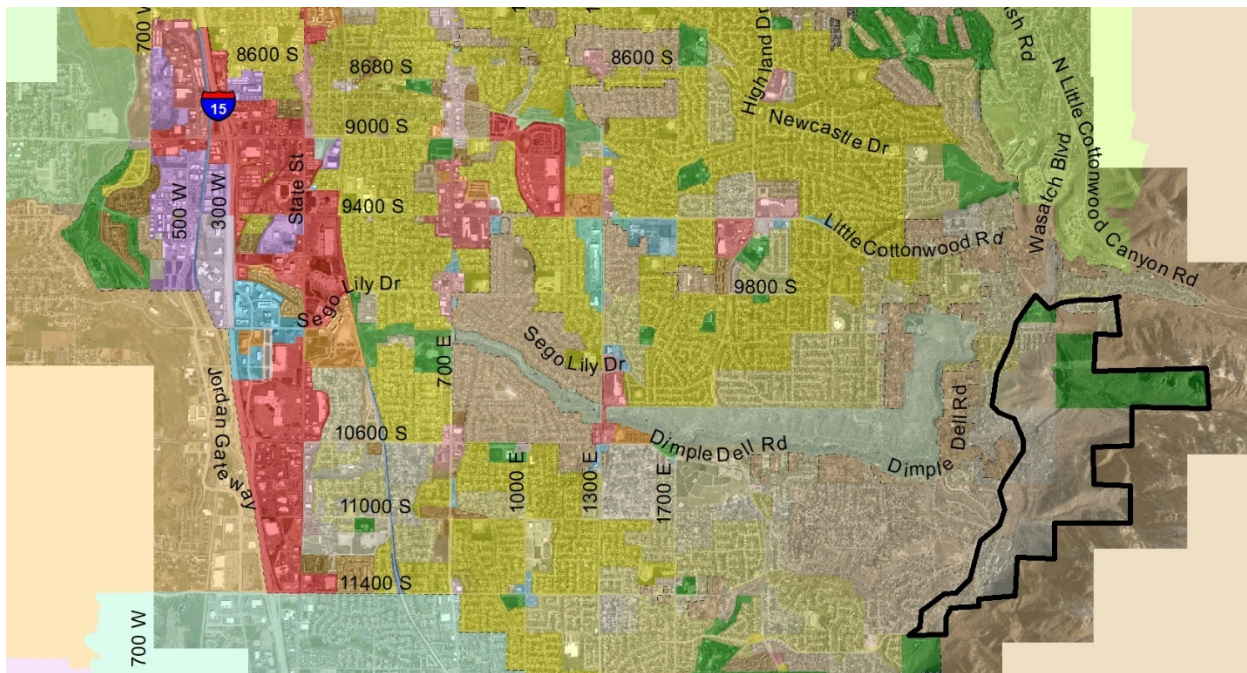 700 W
8600 S
8680 S
8600 S
Highland Dr
ish Rd
N Little Cottonwood Canyon Rd
15
9000 S
Newcastle Dr
Wasatch Blvd
500 W
300 W
State St
9400 S
Little Cottonwood Rd
9800 S
Sego Lily Dr
Sego Lily Dr
700 E
Jordan Gateway
10600 S
Dimple Dell Rd
Dimple Dell Rd
1000 E
1300 E
1700 E
11000 S
11400 S
700 W